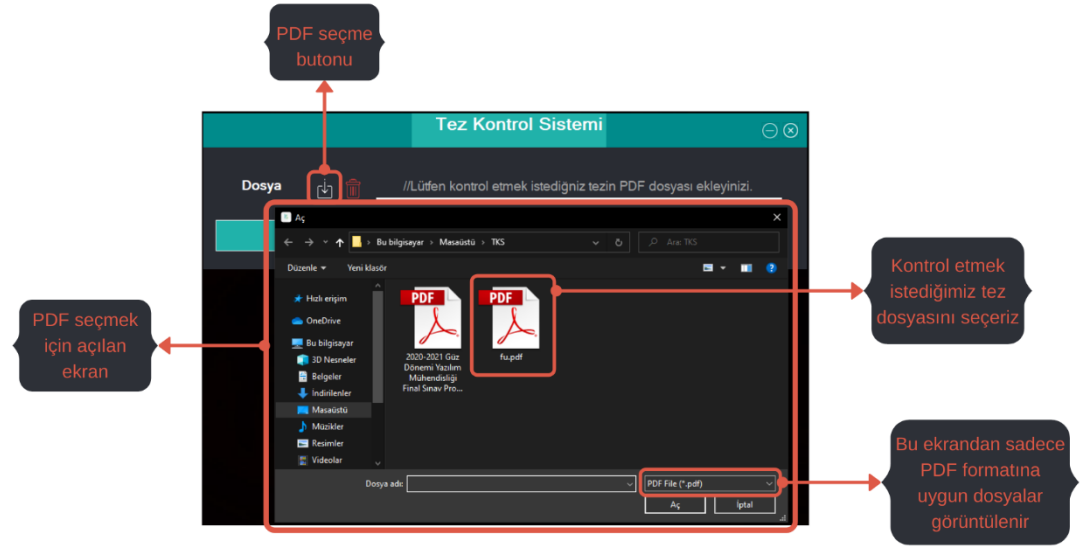 PDF seçme
butonu
Tez Kontrol Sistemi
Dosya
//Lütfen kontrol etmek istediğniz tezin PDF dosyası ekleyinizi.
Aç
Bu bilgisayar › Masaüstü › TKS
Ara: TKS
Düzenle
Yeni klasör
Hızlı erişim
OneDrive
Bu bilgisayar
3D Nesneler
Belgeler
İndirilenler
Masaüstü
Müzikler
Resimler
Videolar
PDF
2020-2021 Güz
Dönemi Yazılım
Mühendisliği
Final Sınav Pro...
PDF
fu.pdf
Dosya adı:
PDF File (*.pdf)
Aç
İptal
PDF seçmek
için açılan
ekran
Kontrol etmek
istediğimiz tez
dosyasını seçeriz
Bu ekrandan sadece
PDF formatına
uygun dosyalar
görüntülenir